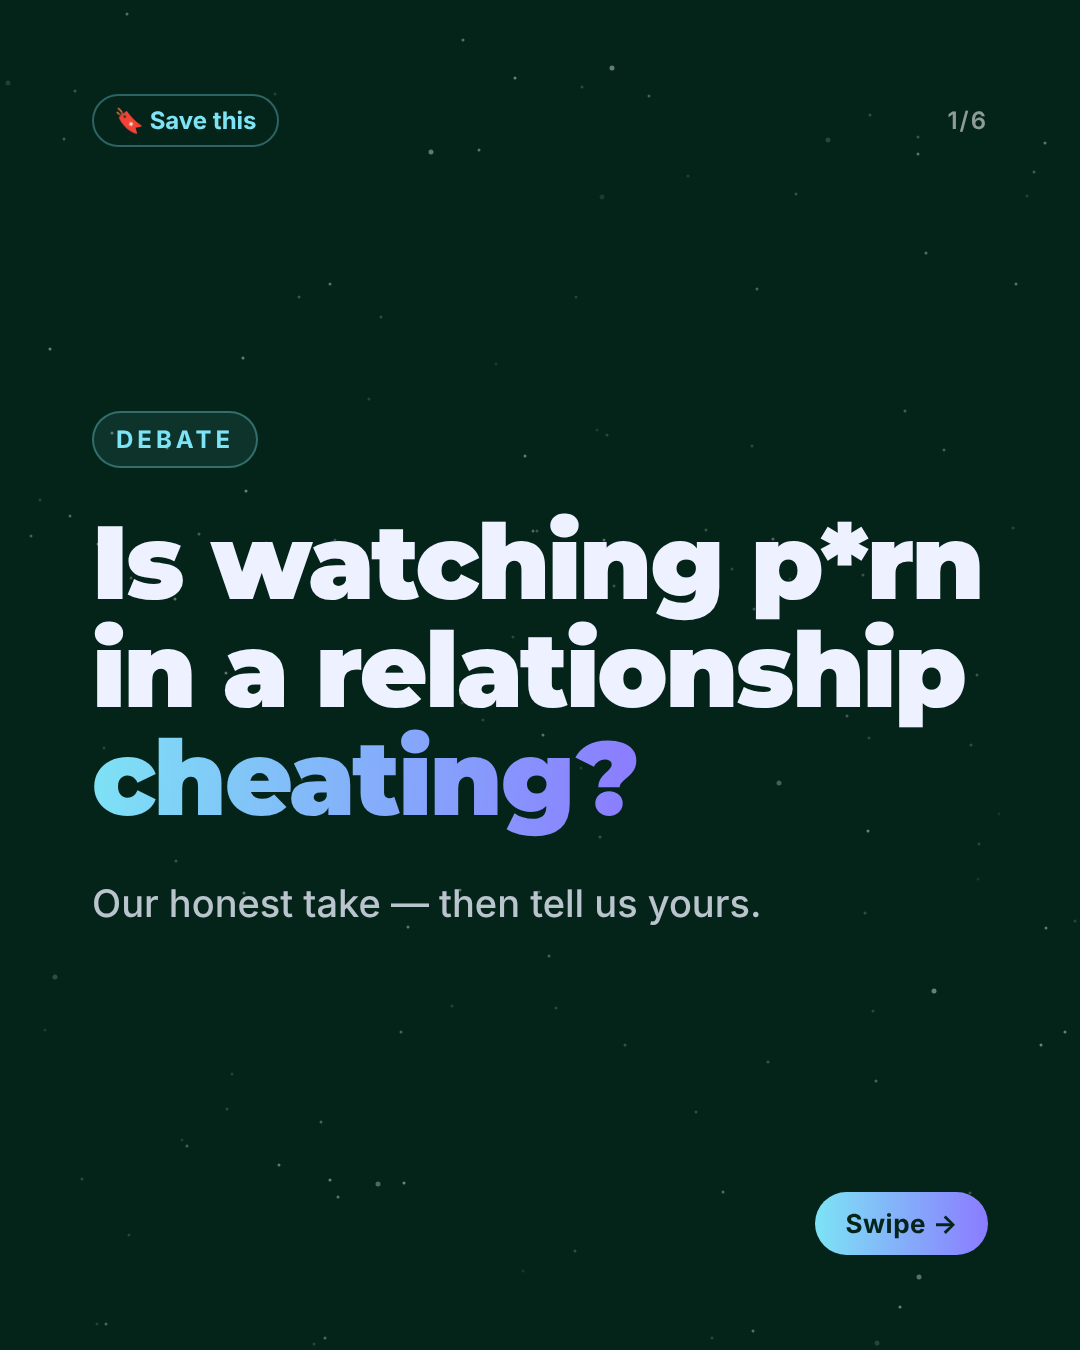 🔖 Save this
1/6
DEBATE
Is watching p*rn
in a relationship
cheating?
Our honest take — then tell us yours.
Swipe →